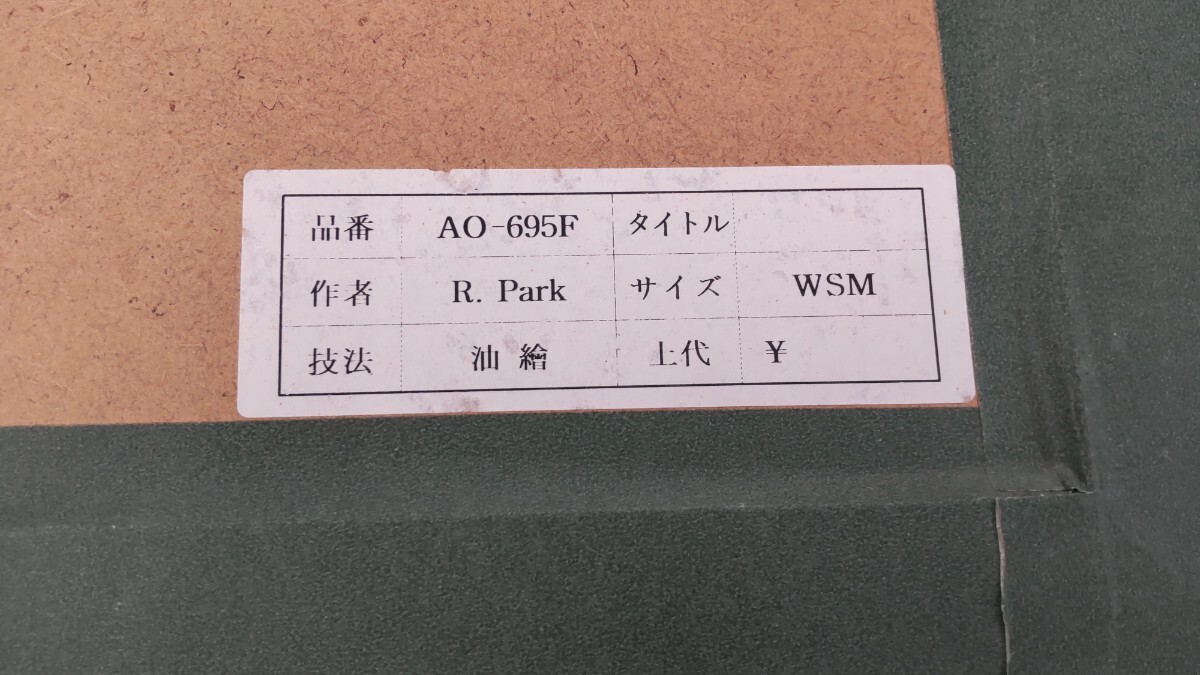 品番 AO-695F タイトル
作者 R. Park サイズ WSM
技法 油繪 上代 ¥